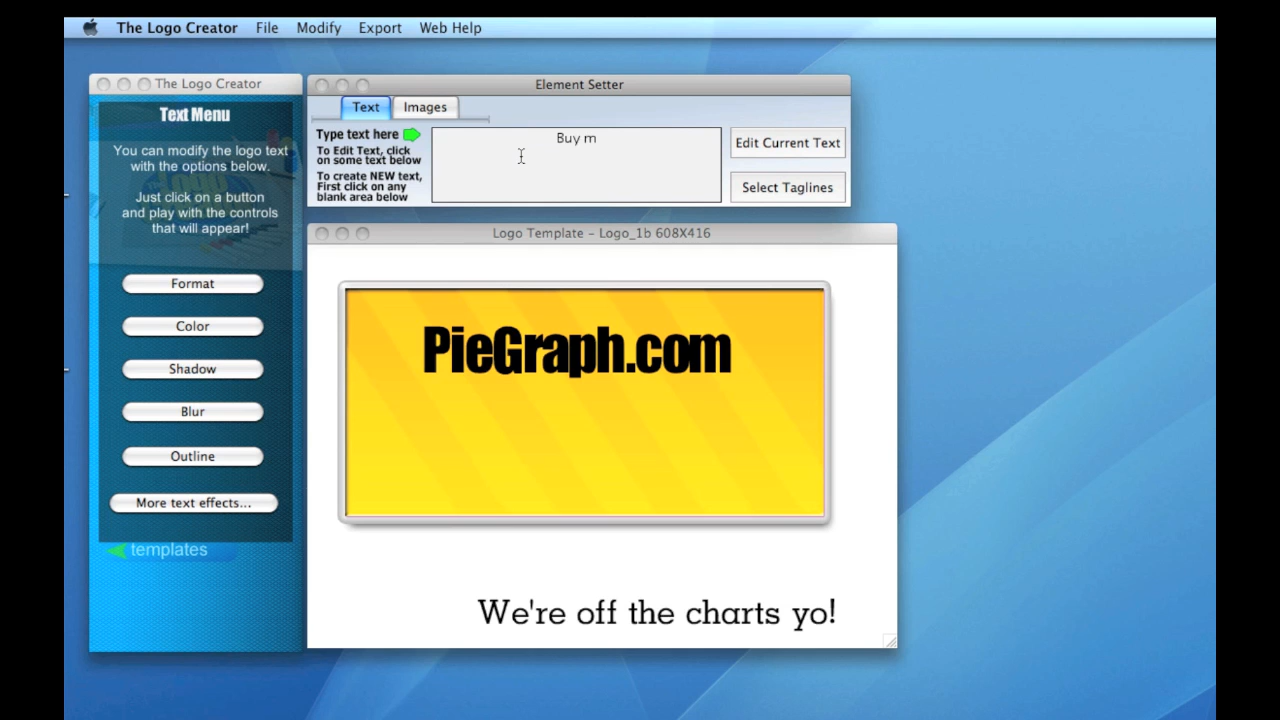 The Logo Creator File Modify Export Web Help
The Logo Creator
Text Menu
You can modify the logo text
with the options below.
Just click on a button
and play with the controls
that will appear!
Format
Color
Shadow
Blur
Outline
More text effects...
templates
Element Setter
Text Images
Type text here
To Edit Text, click
on some text below
To create NEW text,
First click on any
blank area below
Buy m
Edit Current Text
Select Taglines
Logo Template - Logo_1b 608X416
PieGraph.com
We're off the charts yo!